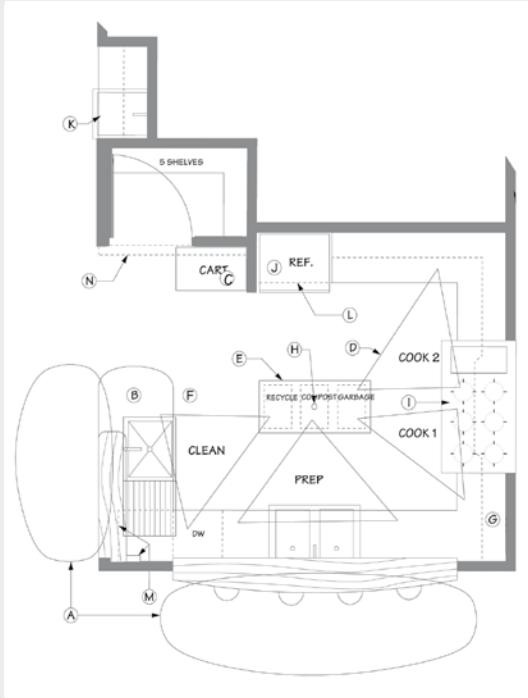 K
5 SHELVES
N
CART
C
J
REF.
L
D
COOK 2
E
H
RECYCLE
COMPOST
GARBAGE
I
B
F
COOK 1
CLEAN
PREP
G
DW
M
A